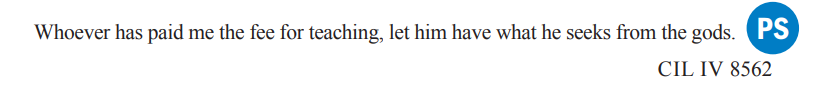 Whoever has paid me the fee for teaching, let him have what he seeks from the gods. PS
CIL IV 8562